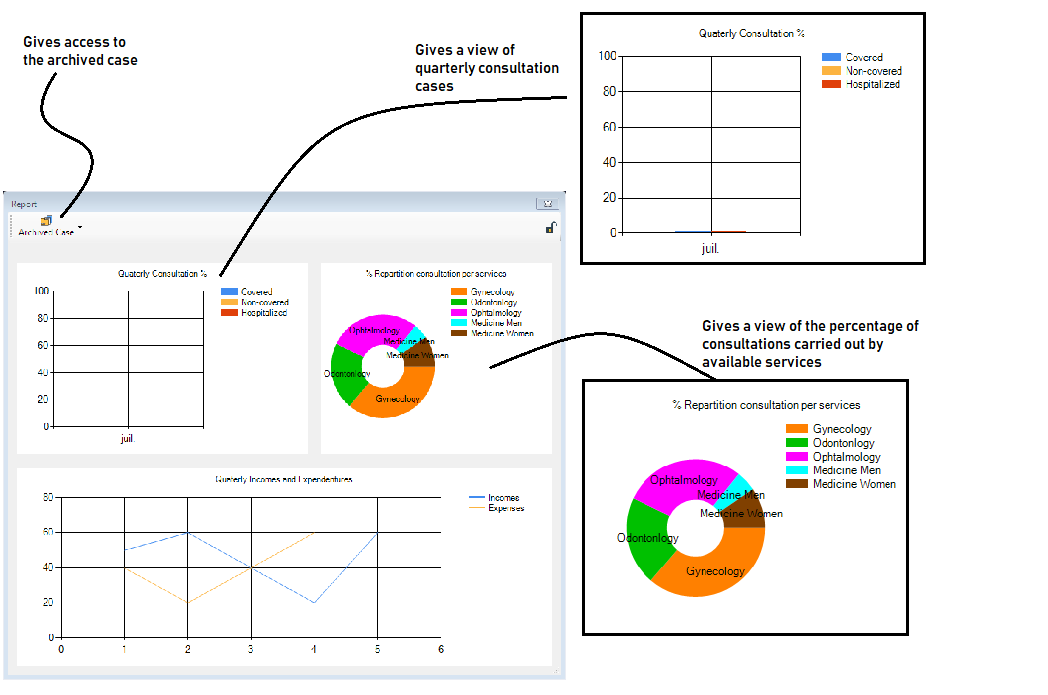 Gives access to
the archived case
Gives a view of
quarterly consultation
cases
Quaterly Consultation %
100
80
60
40
20
0
juil.
Covered
Non-covered
Hospitalized
Report
Archived Case
Quaterly Consultation %
100
80
60
40
20
0
juil.
Covered
Non-covered
Hospitalized
% Repartition consultation per services
Gynecology
Odontonlogy
Ophtalmology
Medicine Men
Medicine Women
Ophtalmology
Medicine Men
Medicine Women
Odontonlogy
Gynecology
Gives a view of the percentage of
consultations carried out by
available services
% Repartition consultation per services
Gynecology
Odontonlogy
Ophtalmology
Medicine Men
Medicine Women
Ophtalmology
Medicine Men
Medicine Women
Odontonlogy
Gynecology
Quaterly Incomes and Expendentures
80
60
40
20
0
0 1 2 3 4 5 6
Incomes
Expenses